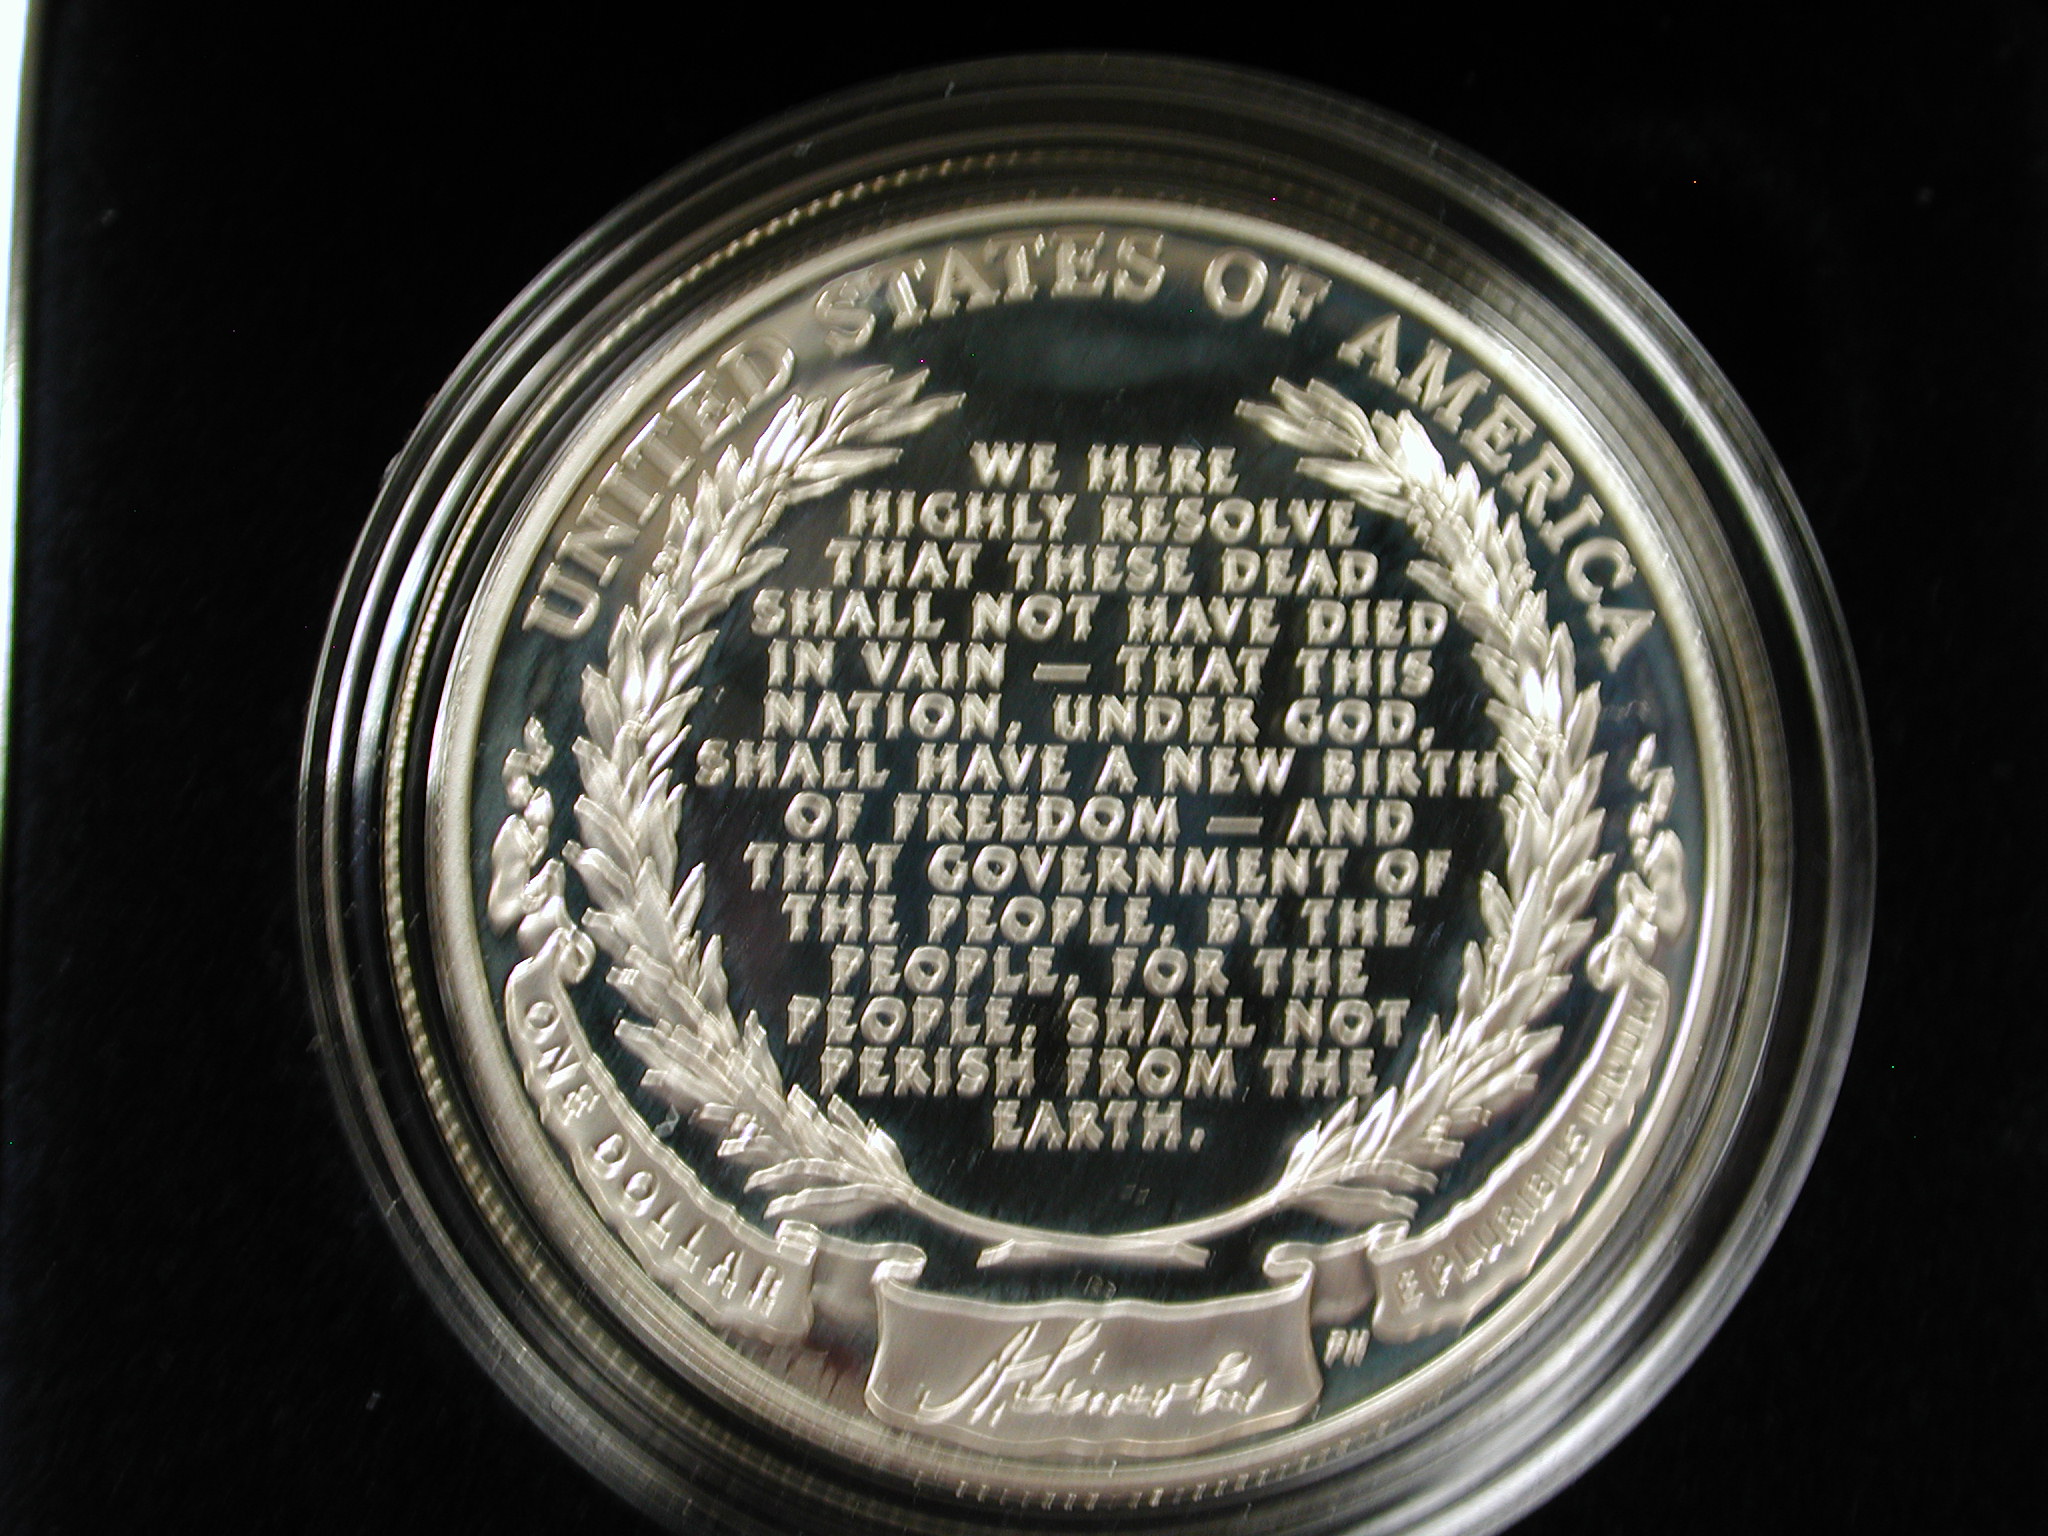 UNITED STATES OF AMERICA
WE HERE
HIGHLY RESOLVE
THAT THESE DEAD
SHALL NOT HAVE DIED
IN VAIN — THAT THIS
NATION, UNDER GOD,
SHALL HAVE A NEW BIRTH
OF FREEDOM — AND
THAT GOVERNMENT OF
THE PEOPLE, BY THE
PEOPLE, FOR THE
PEOPLE, SHALL NOT
PERISH FROM THE
EARTH.
ONE DOLLAR
A. Lincoln
PH
E PLURIBUS UNUM